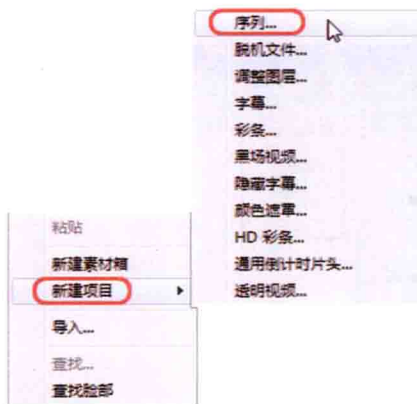 序列...
脱机文件...
调整图层...
字幕...
彩条...
黑场视频...
隐藏字幕...
颜色遮罩...
HD 彩条...
通用倒计时片头...
透明视频...
粘贴
新建素材箱
新建项目
导入...
查找...
查找脸部